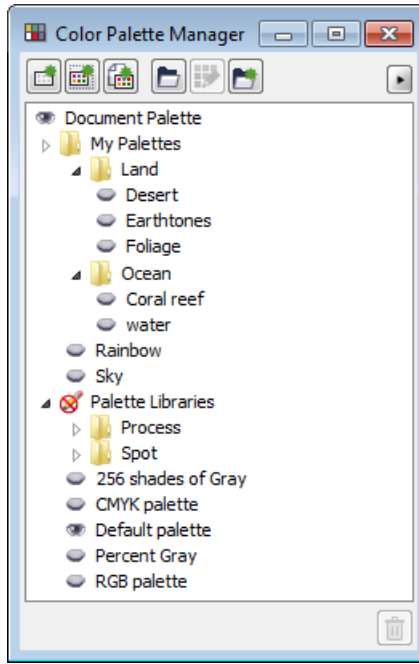 Color Palette Manager
Document Palette
My Palettes
Land
Desert
Earthtones
Foliage
Ocean
Coral reef
water
Rainbow
Sky
Palette Libraries
Process
Spot
256 shades of Gray
CMYK palette
Default palette
Percent Gray
RGB palette